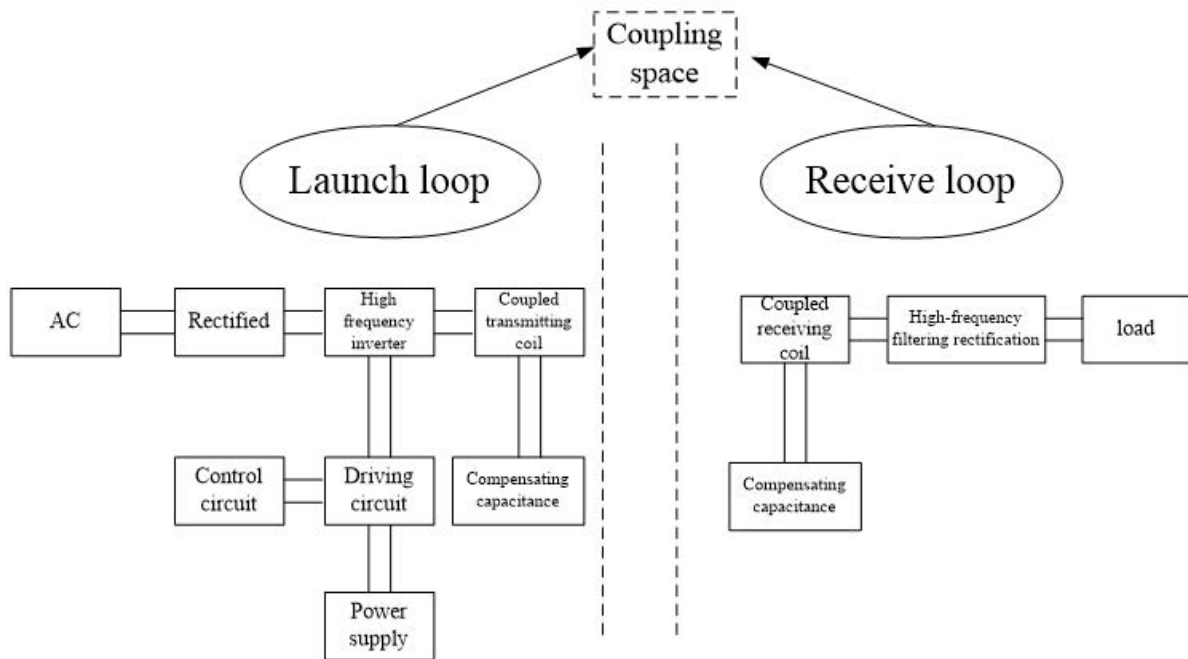 Coupling
space
Launch loop
Receive loop
AC
Rectified
High
frequency
inverter
Coupled
transmitting
coil
Coupled
receiving
coil
High-frequency
filtering rectification
load
Control
circuit
Driving
circuit
Compensating
capacitance
Compensating
capacitance
Power
supply